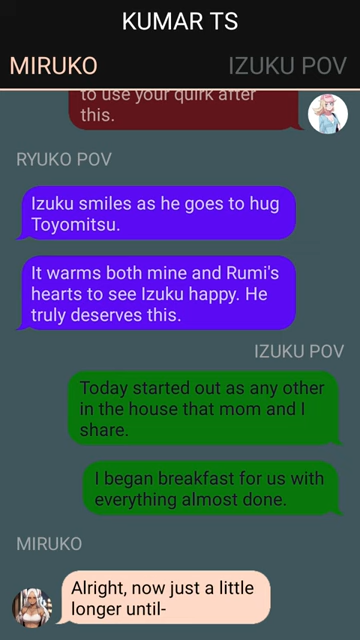 KUMAR TS
MIRUKO
IZUKU POV
to use your quirk after
this.
RYUKO POV
Izuku smiles as he goes to hug
Toyomitsu.
It warms both mine and Rumi's
hearts to see Izuku happy. He
truly deserves this.
IZUKU POV
Today started out as any other
in the house that mom and I
share.
I began breakfast for us with
everything almost done.
MIRUKO
Alright, now just a little
longer until-